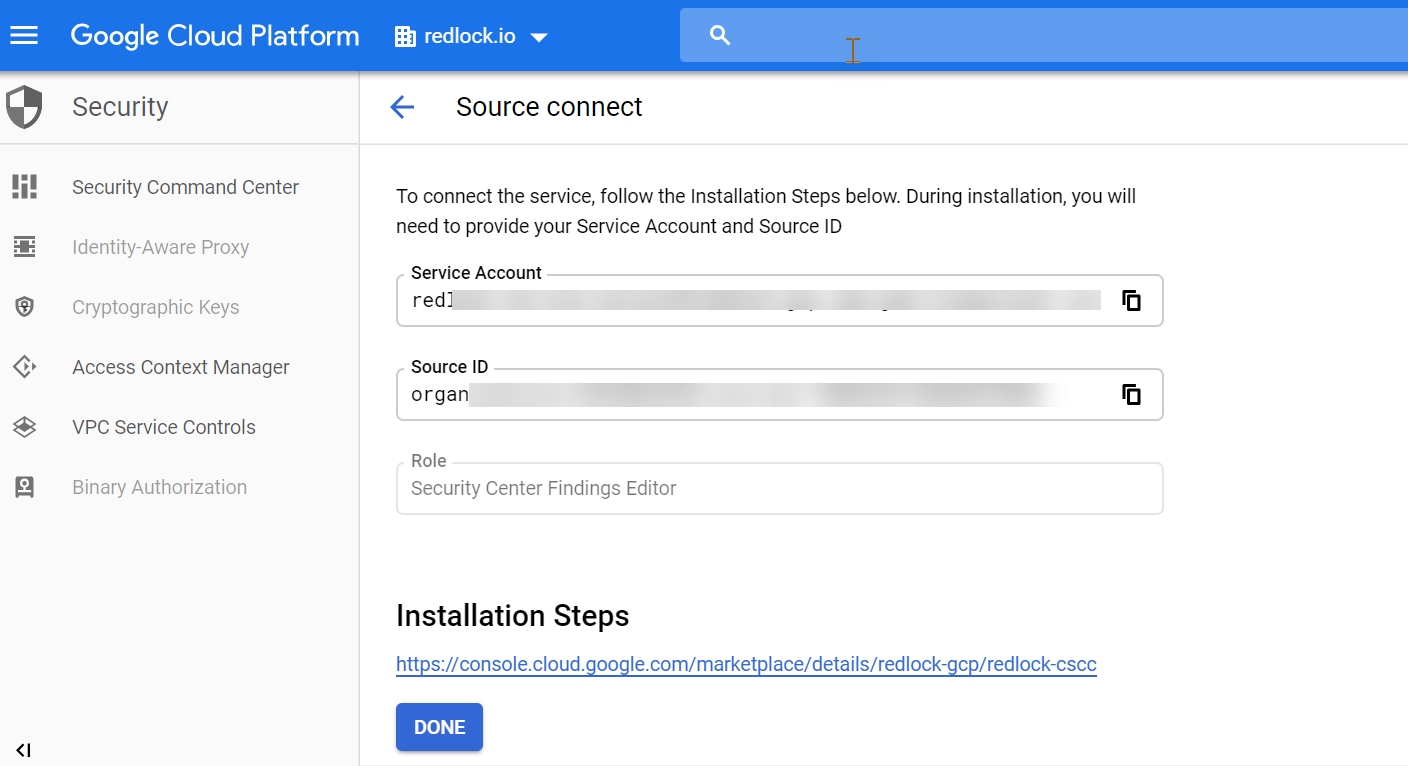 Google Cloud Platform redlock.io
Security
Source connect
Security Command Center
Identity-Aware Proxy
Cryptographic Keys
Access Context Manager
VPC Service Controls
Binary Authorization
To connect the service, follow the Installation Steps below. During installation, you will
need to provide your Service Account and Source ID
Service Account
redl
Source ID
organ
Role
Security Center Findings Editor
Installation Steps
https://console.cloud.google.com/marketplace/details/redlock-gcp/redlock-cscc
DONE